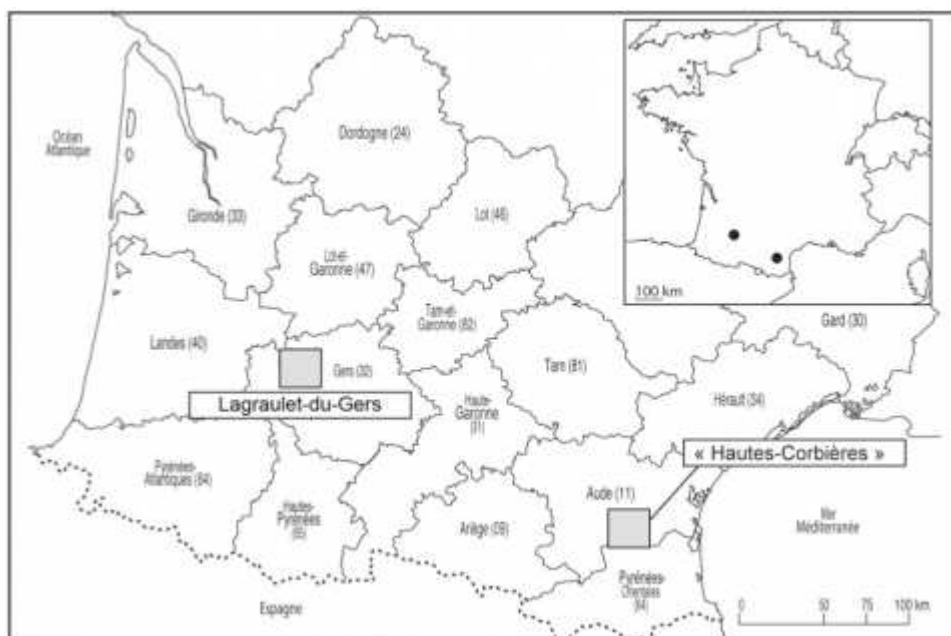 Océan
Atlantique
Dordogne (24)
Gironde (33)
Lot (46)
Lot-et-
Garonne (47)
Tarn-et-
Garonne (82)
Landes (40)
Gers (32)
Tarn (81)
Gard (30)
100 km
Lagraulet-du-Gers
Haute-
Garonne
(31)
Hérault (34)
« Hautes-Corbières »
Pyrénées-
Atlantiques (64)
Hautes-
Pyrénées
(65)
Ariège (09)
Aude (11)
Mer
Méditerranée
Pyrénées-
Orientales
Espagne
0
50
75
100 km